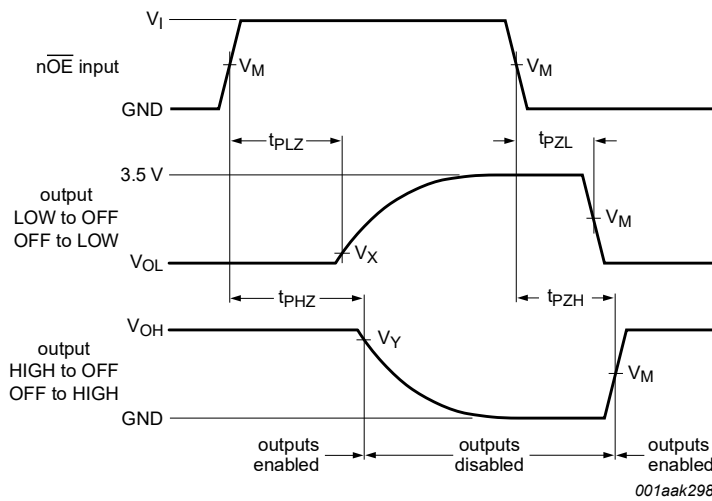 V_I
nOE input
V_M
V_M
GND
t_PLZ
t_PZL
3.5 V
output
LOW to OFF
OFF to LOW
V_M
V_X
V_OL
t_PHZ
t_PZH
V_OH
output
HIGH to OFF
OFF to HIGH
V_Y
V_M
GND
outputs
enabled
outputs
disabled
outputs
enabled
001aak298